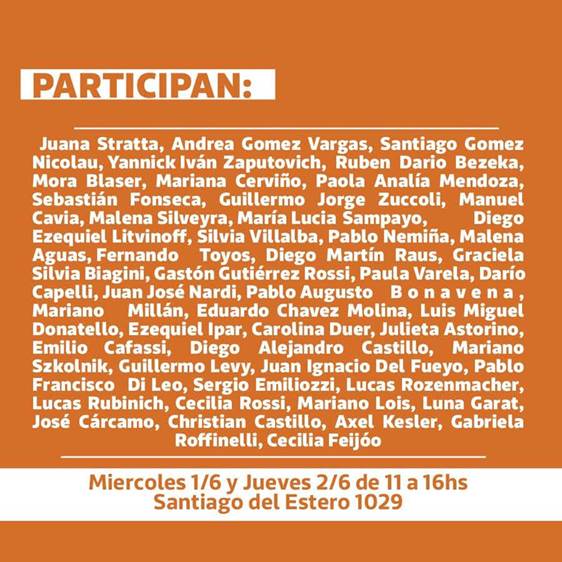 PARTICIPAN:
Juana Stratta, Andrea Gomez Vargas, Santiago Gomez
Nicolau, Yannick Iván Zaputovich, Ruben Dario Bezeka,
Mora Blaser, Mariana Cerviño, Paola Analía Mendoza,
Sebastián Fonseca, Guillermo Jorge Zuccoli, Manuel
Cavia, Malena Silveyra, María Lucia Sampayo, Diego
Ezequiel Litvinoff, Silvia Villalba, Pablo Nemiña, Malena
Aguas, Fernando Toyos, Diego Martín Raus, Graciela
Silvia Biagini, Gastón Gutiérrez Rossi, Paula Varela, Darío
Capelli, Juan José Nardi, Pablo Augusto Bonavena,
Mariano Millán, Eduardo Chavez Molina, Luis Miguel
Donatello, Ezequiel Ipar, Carolina Duer, Julieta Astorino,
Emilio Cafassi, Diego Alejandro Castillo, Mariano
Szkolnik, Guillermo Levy, Juan Ignacio Del Fueyo, Pablo
Francisco Di Leo, Sergio Emiliozzi, Lucas Rozenmacher,
Lucas Rubinich, Cecilia Rossi, Mariano Lois, Luna Garat,
José Cárcamo, Christian Castillo, Axel Kesler, Gabriela
Roffinelli, Cecilia Feijóo
Miercoles 1/6 y Jueves 2/6 de 11 a 16hs
Santiago del Estero 1029